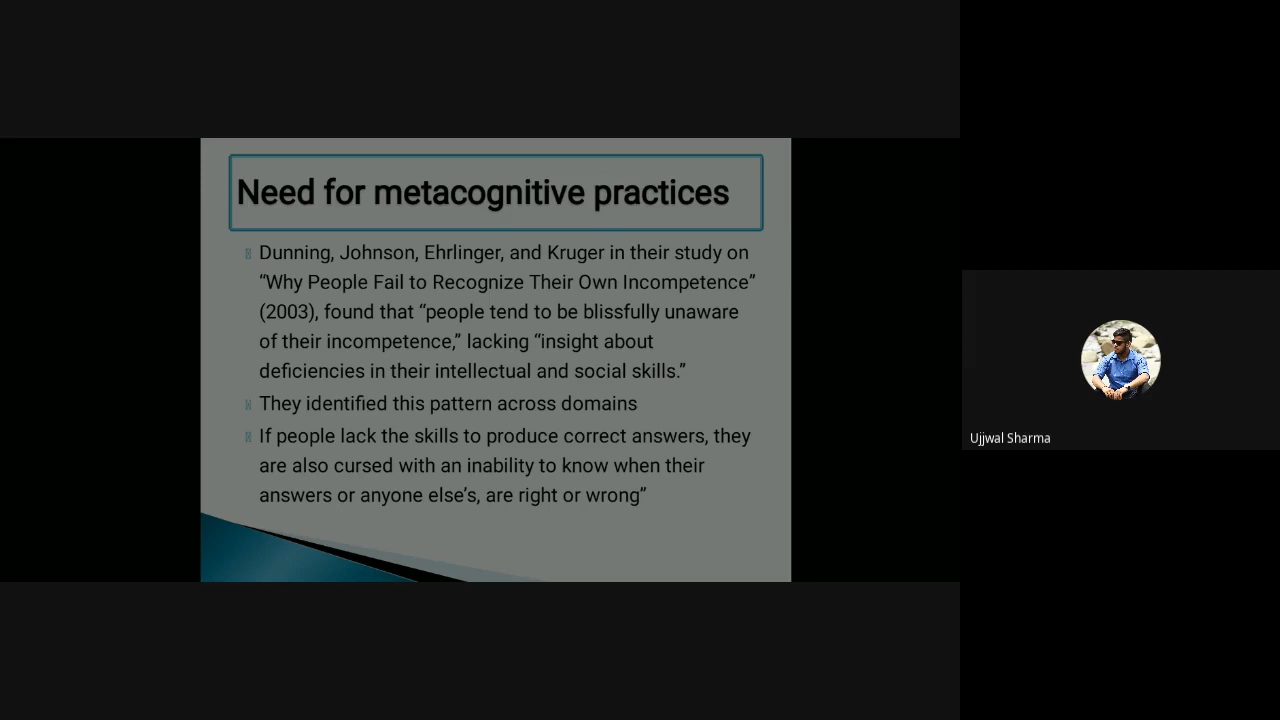 Need for metacognitive practices
Dunning, Johnson, Ehrlinger, and Kruger in their study on
“Why People Fail to Recognize Their Own Incompetence”
(2003), found that “people tend to be blissfully unaware
of their incompetence,” lacking “insight about
deficiencies in their intellectual and social skills.”
They identified this pattern across domains
If people lack the skills to produce correct answers, they
are also cursed with an inability to know when their
answers or anyone else’s, are right or wrong”
Ujjwal Sharma